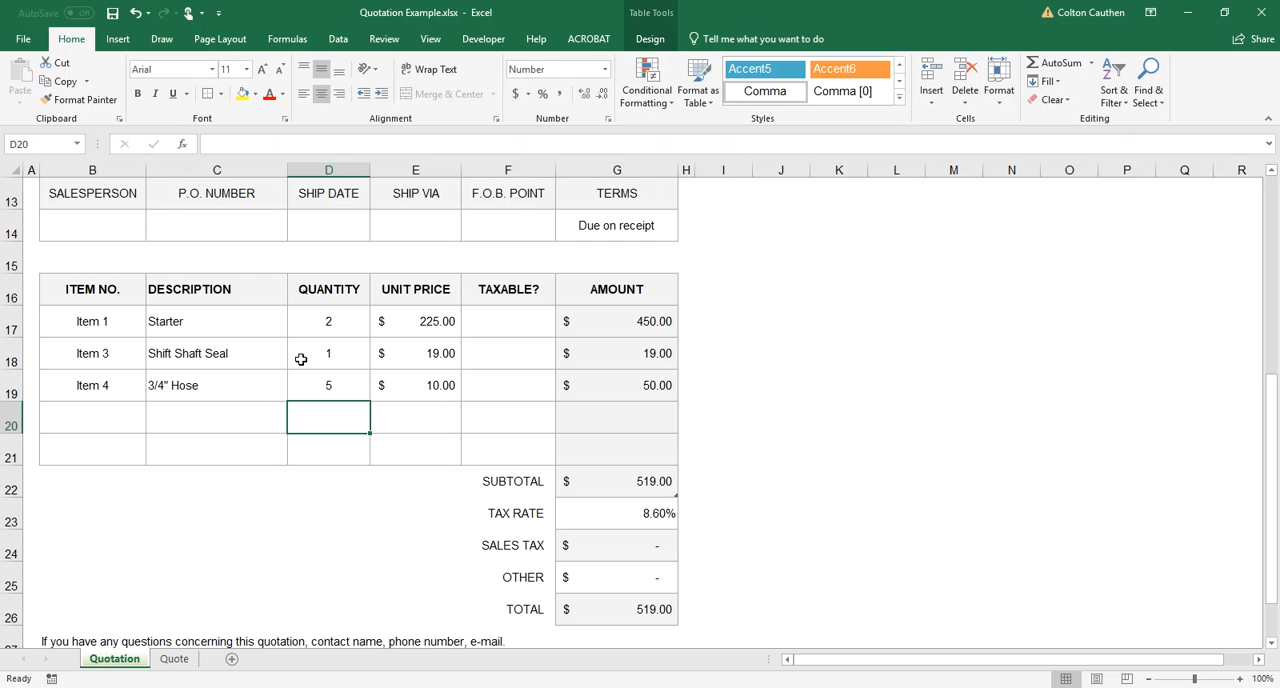 AutoSave Off Quotation Example.xlsx - Excel Table Tools Colton Cauthen
File Home Insert Draw Page Layout Formulas Data Review View Developer Help ACROBAT Design Tell me what you want to do Share
Paste Cut Copy Format Painter Clipboard
Arial 11 A A B I U A Font
Wrap Text Merge & Center Alignment
Number $ % , Number
Conditional Formatting Format as Table Accent5 Accent6 Comma Comma [0] Styles
Insert Delete Format Cells
AutoSum Fill Clear Sort & Filter Find & Select Editing
D20 fx
A B C D E F G H I J K L M N O P Q R
13 SALESPERSON P.O. NUMBER SHIP DATE SHIP VIA F.O.B. POINT TERMS
14 Due on receipt
15
16 ITEM NO. DESCRIPTION QUANTITY UNIT PRICE TAXABLE? AMOUNT
17 Item 1 Starter 2 $ 225.00 $ 450.00
18 Item 3 Shift Shaft Seal 1 $ 19.00 $ 19.00
19 Item 4 3/4" Hose 5 $ 10.00 $ 50.00
20
21
22 SUBTOTAL $ 519.00
23 TAX RATE 8.60%
24 SALES TAX $ -
25 OTHER $ -
26 TOTAL $ 519.00
27 If you have any questions concerning this quotation, contact name, phone number, e-mail.
Quotation Quote
Ready 100%